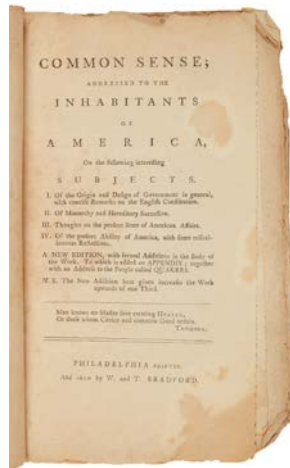 COMMON SENSE;
ADDRESSED TO THE
INHABITANTS
OF
AMERICA,
On the following interesting
SUBJECTS.
I. Of the Origin and Design of Government in general,
with concise Remarks on the English Constitution.
II. Of Monarchy and Hereditary Succession.
III. Thoughts on the present State of American Affairs.
IV. Of the present Ability of America, with some miscel-
laneous Reflections.
A NEW EDITION, with several Additions in the Body of
the Work. To which is added an APPENDIX; together
with an Address to the People called QUAKERS.
N. B. The New Addition here given increases the Work
upwards of one Third.
Man knows no Master save creating HEAVEN,
Or those whom Choice and common Good ordain.
THOMSON.
PHILADELPHIA PRINTED.
And SOLD by W. and T. BRADFORD.